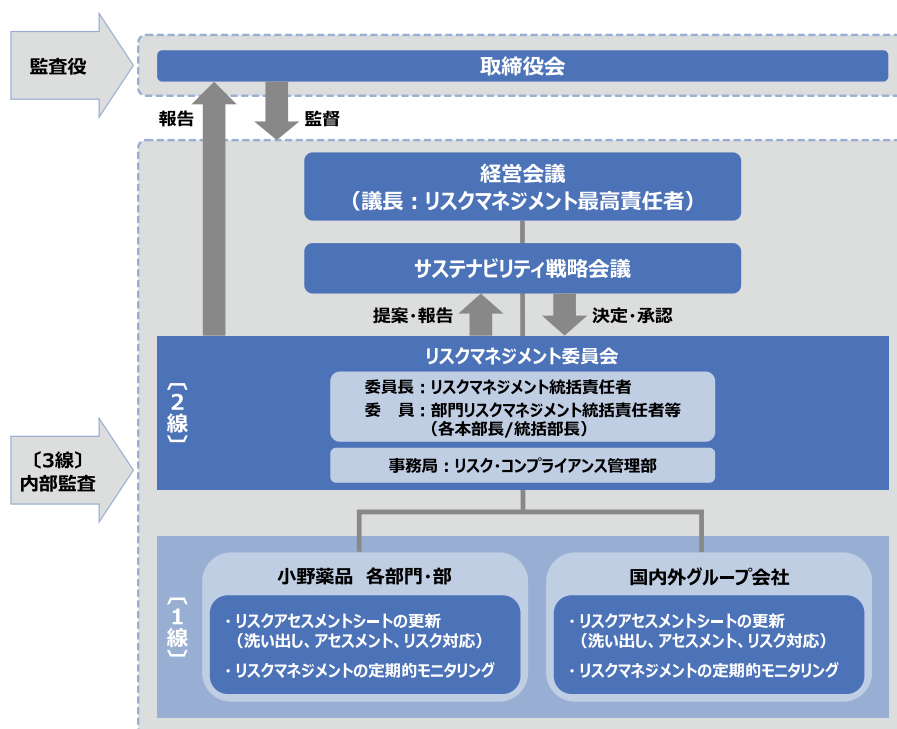 監査役
取締役会
報告
監督
経営会議
（議長：リスクマネジメント最高責任者）
サステナビリティ戦略会議
提案・報告
決定・承認
〔2線〕
リスクマネジメント委員会
委員長：リスクマネジメント統括責任者
委　員：部門リスクマネジメント統括責任者等
（各本部長/統括部長）
事務局：リスク・コンプライアンス管理部
〔3線〕
内部監査
〔1線〕
小野薬品 各部門・部
・リスクアセスメントシートの更新
（洗い出し、アセスメント、リスク対応）
・リスクマネジメントの定期的モニタリング
国内外グループ会社
・リスクアセスメントシートの更新
（洗い出し、アセスメント、リスク対応）
・リスクマネジメントの定期的モニタリング